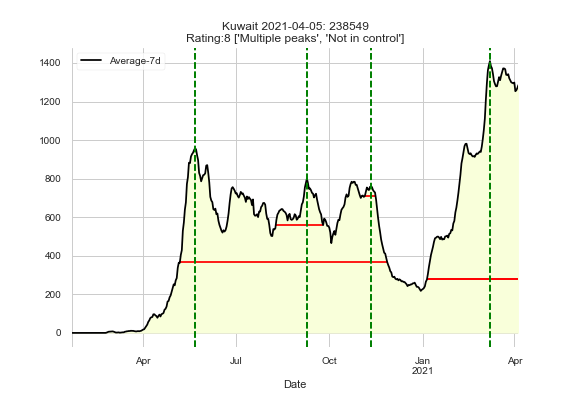 Kuwait 2021-04-05: 238549
Rating:8 ['Multiple peaks', 'Not in control']
Average-7d
1400
1200
1000
800
600
400
200
0
Apr
Jul
Oct
Jan
2021
Apr
Date